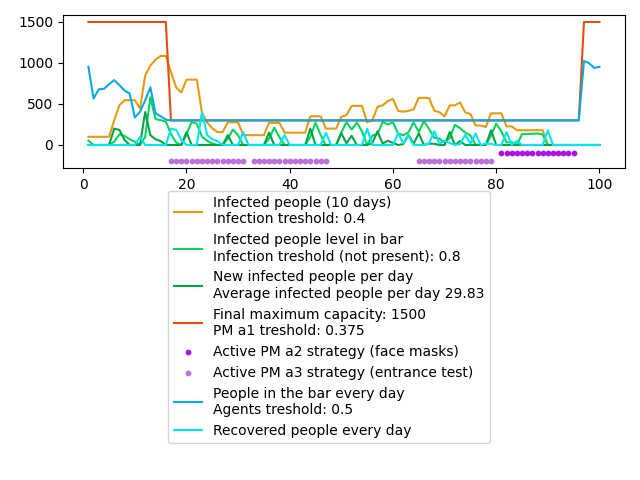 1500
1000
500
0
0 20 40 60 80 100
Infected people (10 days)
Infection treshold: 0.4
Infected people level in bar
Infection treshold (not present): 0.8
New infected people per day
Average infected people per day 29.83
Final maximum capacity: 1500
PM a1 treshold: 0.375
Active PM a2 strategy (face masks)
Active PM a3 strategy (entrance test)
People in the bar every day
Agents treshold: 0.5
Recovered people every day